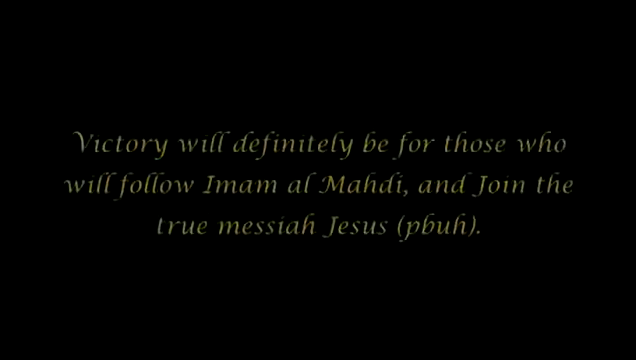 Victory will definitely be for those who
will follow Imam al Mahdi, and Join the
true messiah Jesus (pbuh).